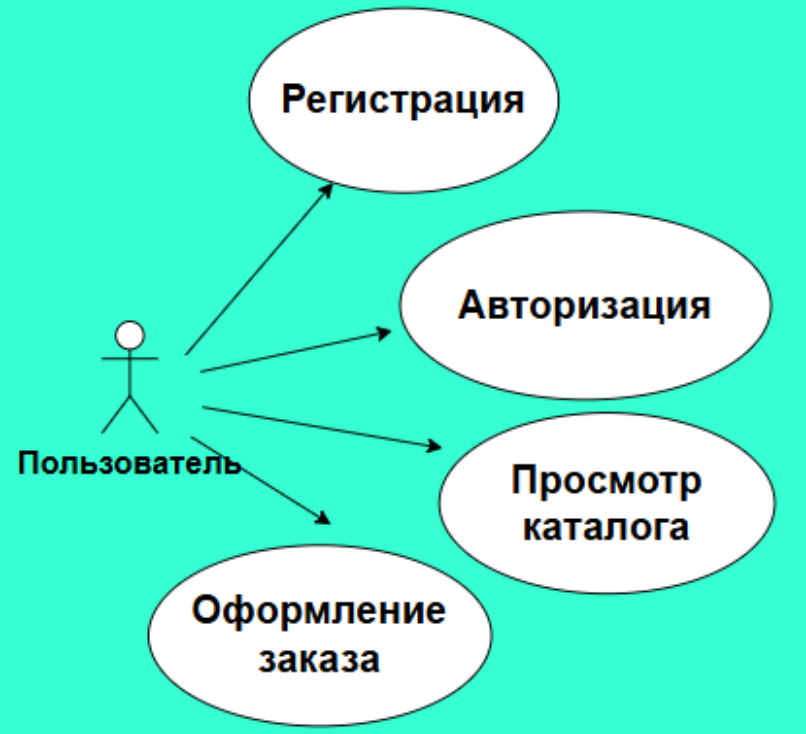 Регистрация
Авторизация
Пользователь
Просмотр
каталога
Оформление
заказа